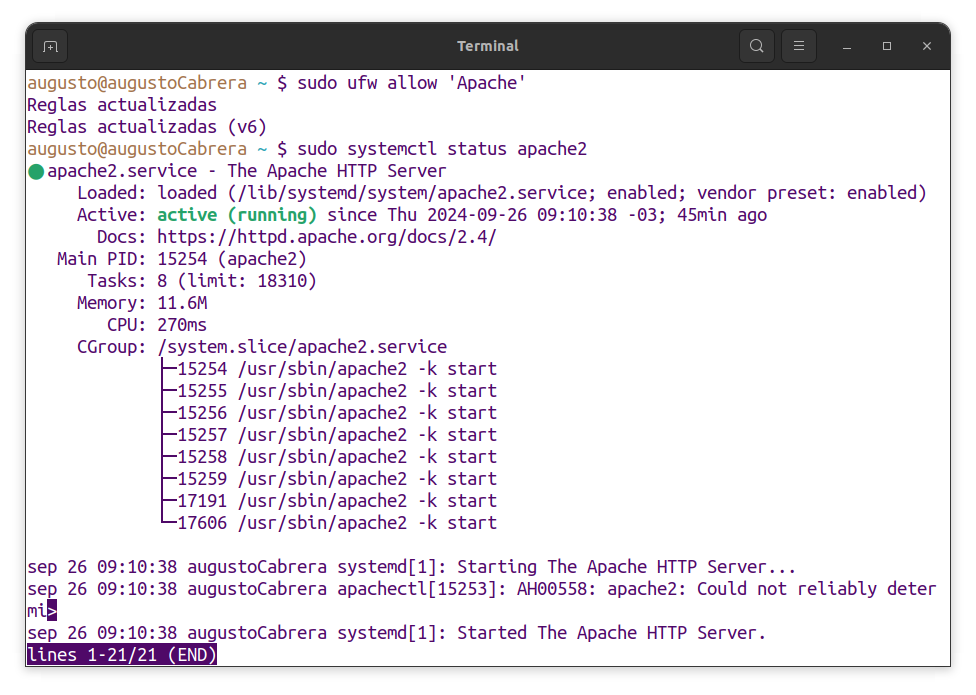 Terminal
augusto@augustoCabrera ~ $ sudo ufw allow 'Apache'
Reglas actualizadas
Reglas actualizadas (v6)
augusto@augustoCabrera ~ $ sudo systemctl status apache2
●apache2.service - The Apache HTTP Server
     Loaded: loaded (/lib/systemd/system/apache2.service; enabled; vendor preset: enabled)
     Active: active (running) since Thu 2024-09-26 09:10:38 -03; 45min ago
       Docs: https://httpd.apache.org/docs/2.4/
   Main PID: 15254 (apache2)
      Tasks: 8 (limit: 18310)
     Memory: 11.6M
        CPU: 270ms
     CGroup: /system.slice/apache2.service
             ├─15254 /usr/sbin/apache2 -k start
             ├─15255 /usr/sbin/apache2 -k start
             ├─15256 /usr/sbin/apache2 -k start
             ├─15257 /usr/sbin/apache2 -k start
             ├─15258 /usr/sbin/apache2 -k start
             ├─15259 /usr/sbin/apache2 -k start
             ├─17191 /usr/sbin/apache2 -k start
             └─17606 /usr/sbin/apache2 -k start
sep 26 09:10:38 augustoCabrera systemd[1]: Starting The Apache HTTP Server...
sep 26 09:10:38 augustoCabrera apachectl[15253]: AH00558: apache2: Could not reliably deter
mi>
sep 26 09:10:38 augustoCabrera systemd[1]: Started The Apache HTTP Server.
lines 1-21/21 (END)